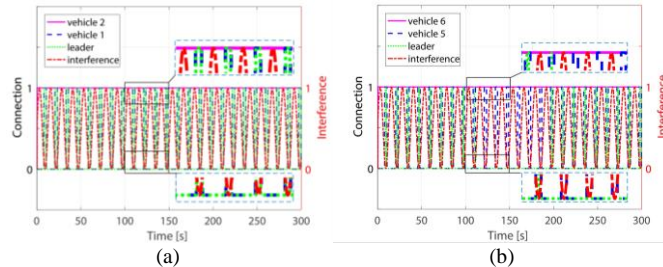 vehicle 2
vehicle 1
leader
interference
1
0
Connection
1
0
Interference
0 50 100 150 200 250 300
Time [s]
(a)
vehicle 6
vehicle 5
leader
interference
1
0
Connection
1
0
Interference
0 50 100 150 200 250 300
Time [s]
(b)